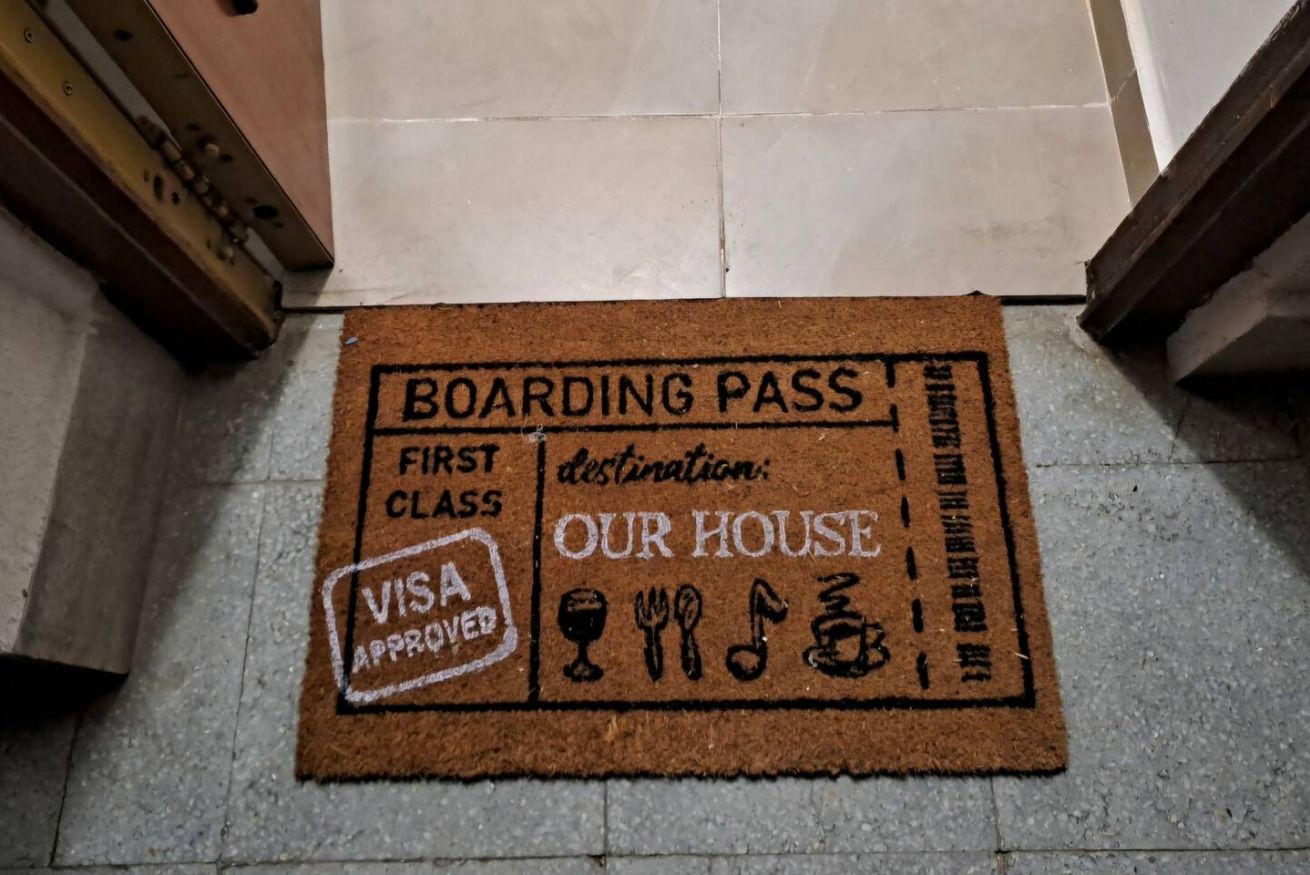 BOARDING PASS
FIRST
CLASS
destination:
OUR HOUSE
VISA
APPROVED